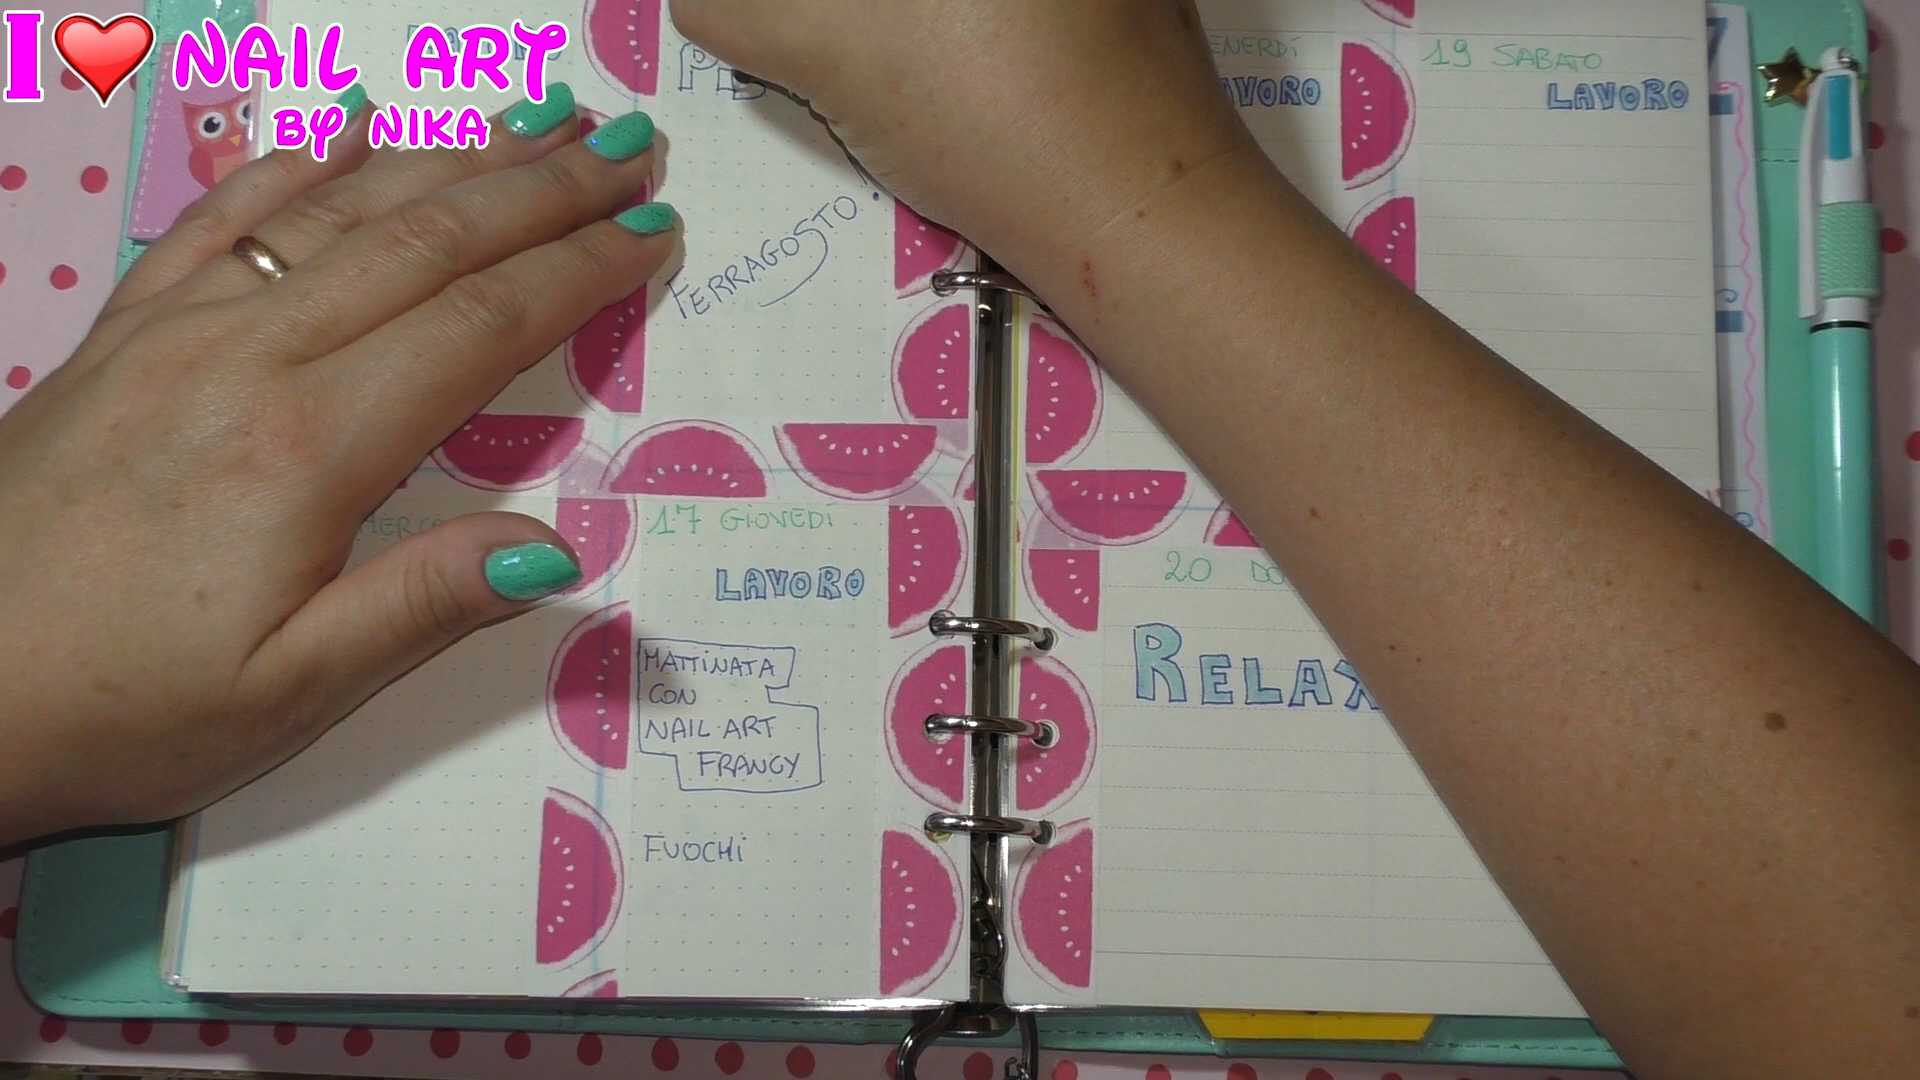 I ❤ NAIL ART
BY NIKA
FERRAGOSTO!
LAVORO
19 SABATO
LAVORO
17 GIOVEDÌ
LAVORO
MATTINATA
CON
NAIL ART
FRANCY
FUOCHI
20
RELAX